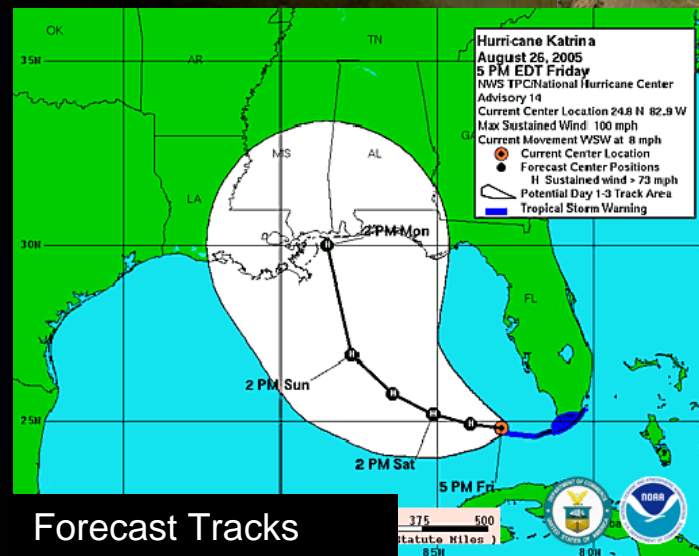 OK
TN
35N
AR
Hurricane Katrina
August 26, 2005
5 PM EDT Friday
NWS TPC/National Hurricane Center
Advisory 14
Current Center Location 24.8 N 82.9 W
Max Sustained Wind 100 mph
Current Movement WSW at 8 mph
Current Center Location
Forecast Center Positions
H Sustained wind > 73 mph
Potential Day 1-3 Track Area
Tropical Storm Warning
MS
AL
GA
LA
2 PM Mon
30N
H
FL
H
2 PM Sun
H
H
H
25N
2 PM Sat
5 PM Fri
Forecast Tracks
375 500
Statute Miles )
85W
80W
DEPARTMENT OF COMMERCE
NOAA